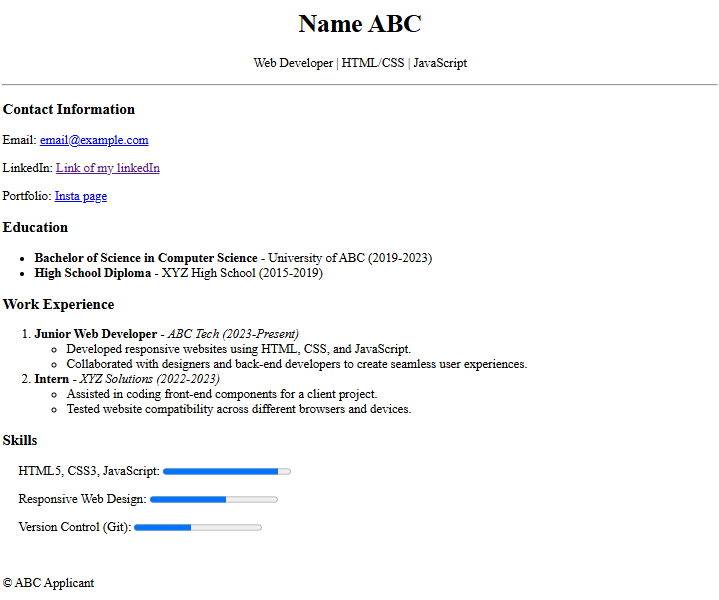 Name ABC
Web Developer | HTML/CSS | JavaScript
Contact Information
Email: email@example.com
LinkedIn: Link of my linkedIn
Portfolio: Insta page
Education
Bachelor of Science in Computer Science - University of ABC (2019-2023)
High School Diploma - XYZ High School (2015-2019)
Work Experience
1. Junior Web Developer - ABC Tech (2023-Present)
Developed responsive websites using HTML, CSS, and JavaScript.
Collaborated with designers and back-end developers to create seamless user experiences.
2. Intern - XYZ Solutions (2022-2023)
Assisted in coding front-end components for a client project.
Tested website compatibility across different browsers and devices.
Skills
HTML5, CSS3, JavaScript:
Responsive Web Design:
Version Control (Git):
© ABC Applicant